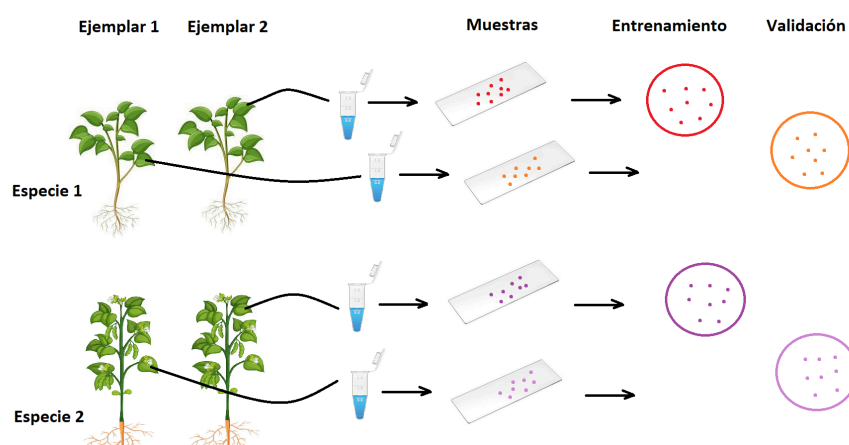 Ejemplar 1
Ejemplar 2
Muestras
Entrenamiento
Validación
Especie 1
Especie 2